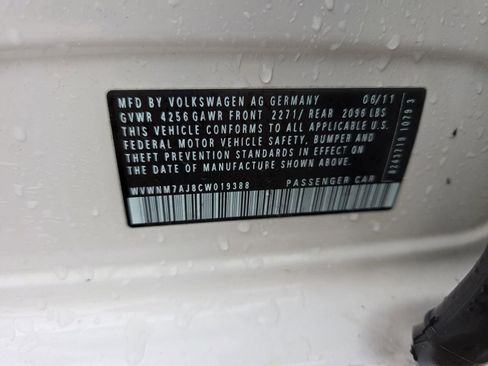 MFD BY VOLKSWAGEN AG GERMANY 06/11
GVWR 4256 GAWR FRONT 2271/ REAR 2096 LBS
THIS VEHICLE CONFORMS TO ALL APPLICABLE U.S.
FEDERAL MOTOR VEHICLE SAFETY, BUMPER, AND
THEFT PREVENTION STANDARDS IN EFFECT ON
THE DATE OF MANUFACTURE SHOWN ABOVE.
WVWNM7AJ8CW019388 PASSENGER CAR